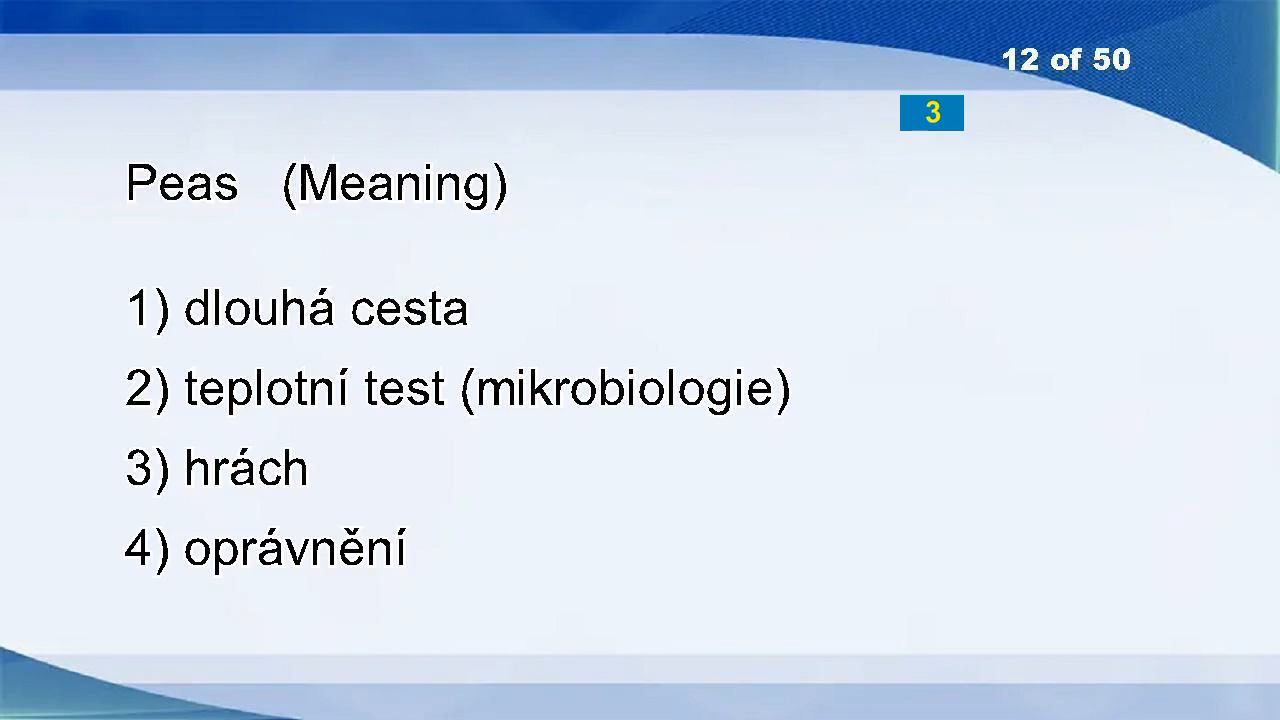 12 of 50
3
Peas (Meaning)
1) dlouhá cesta
2) teplotní test (mikrobiologie)
3) hrách
4) oprávnění